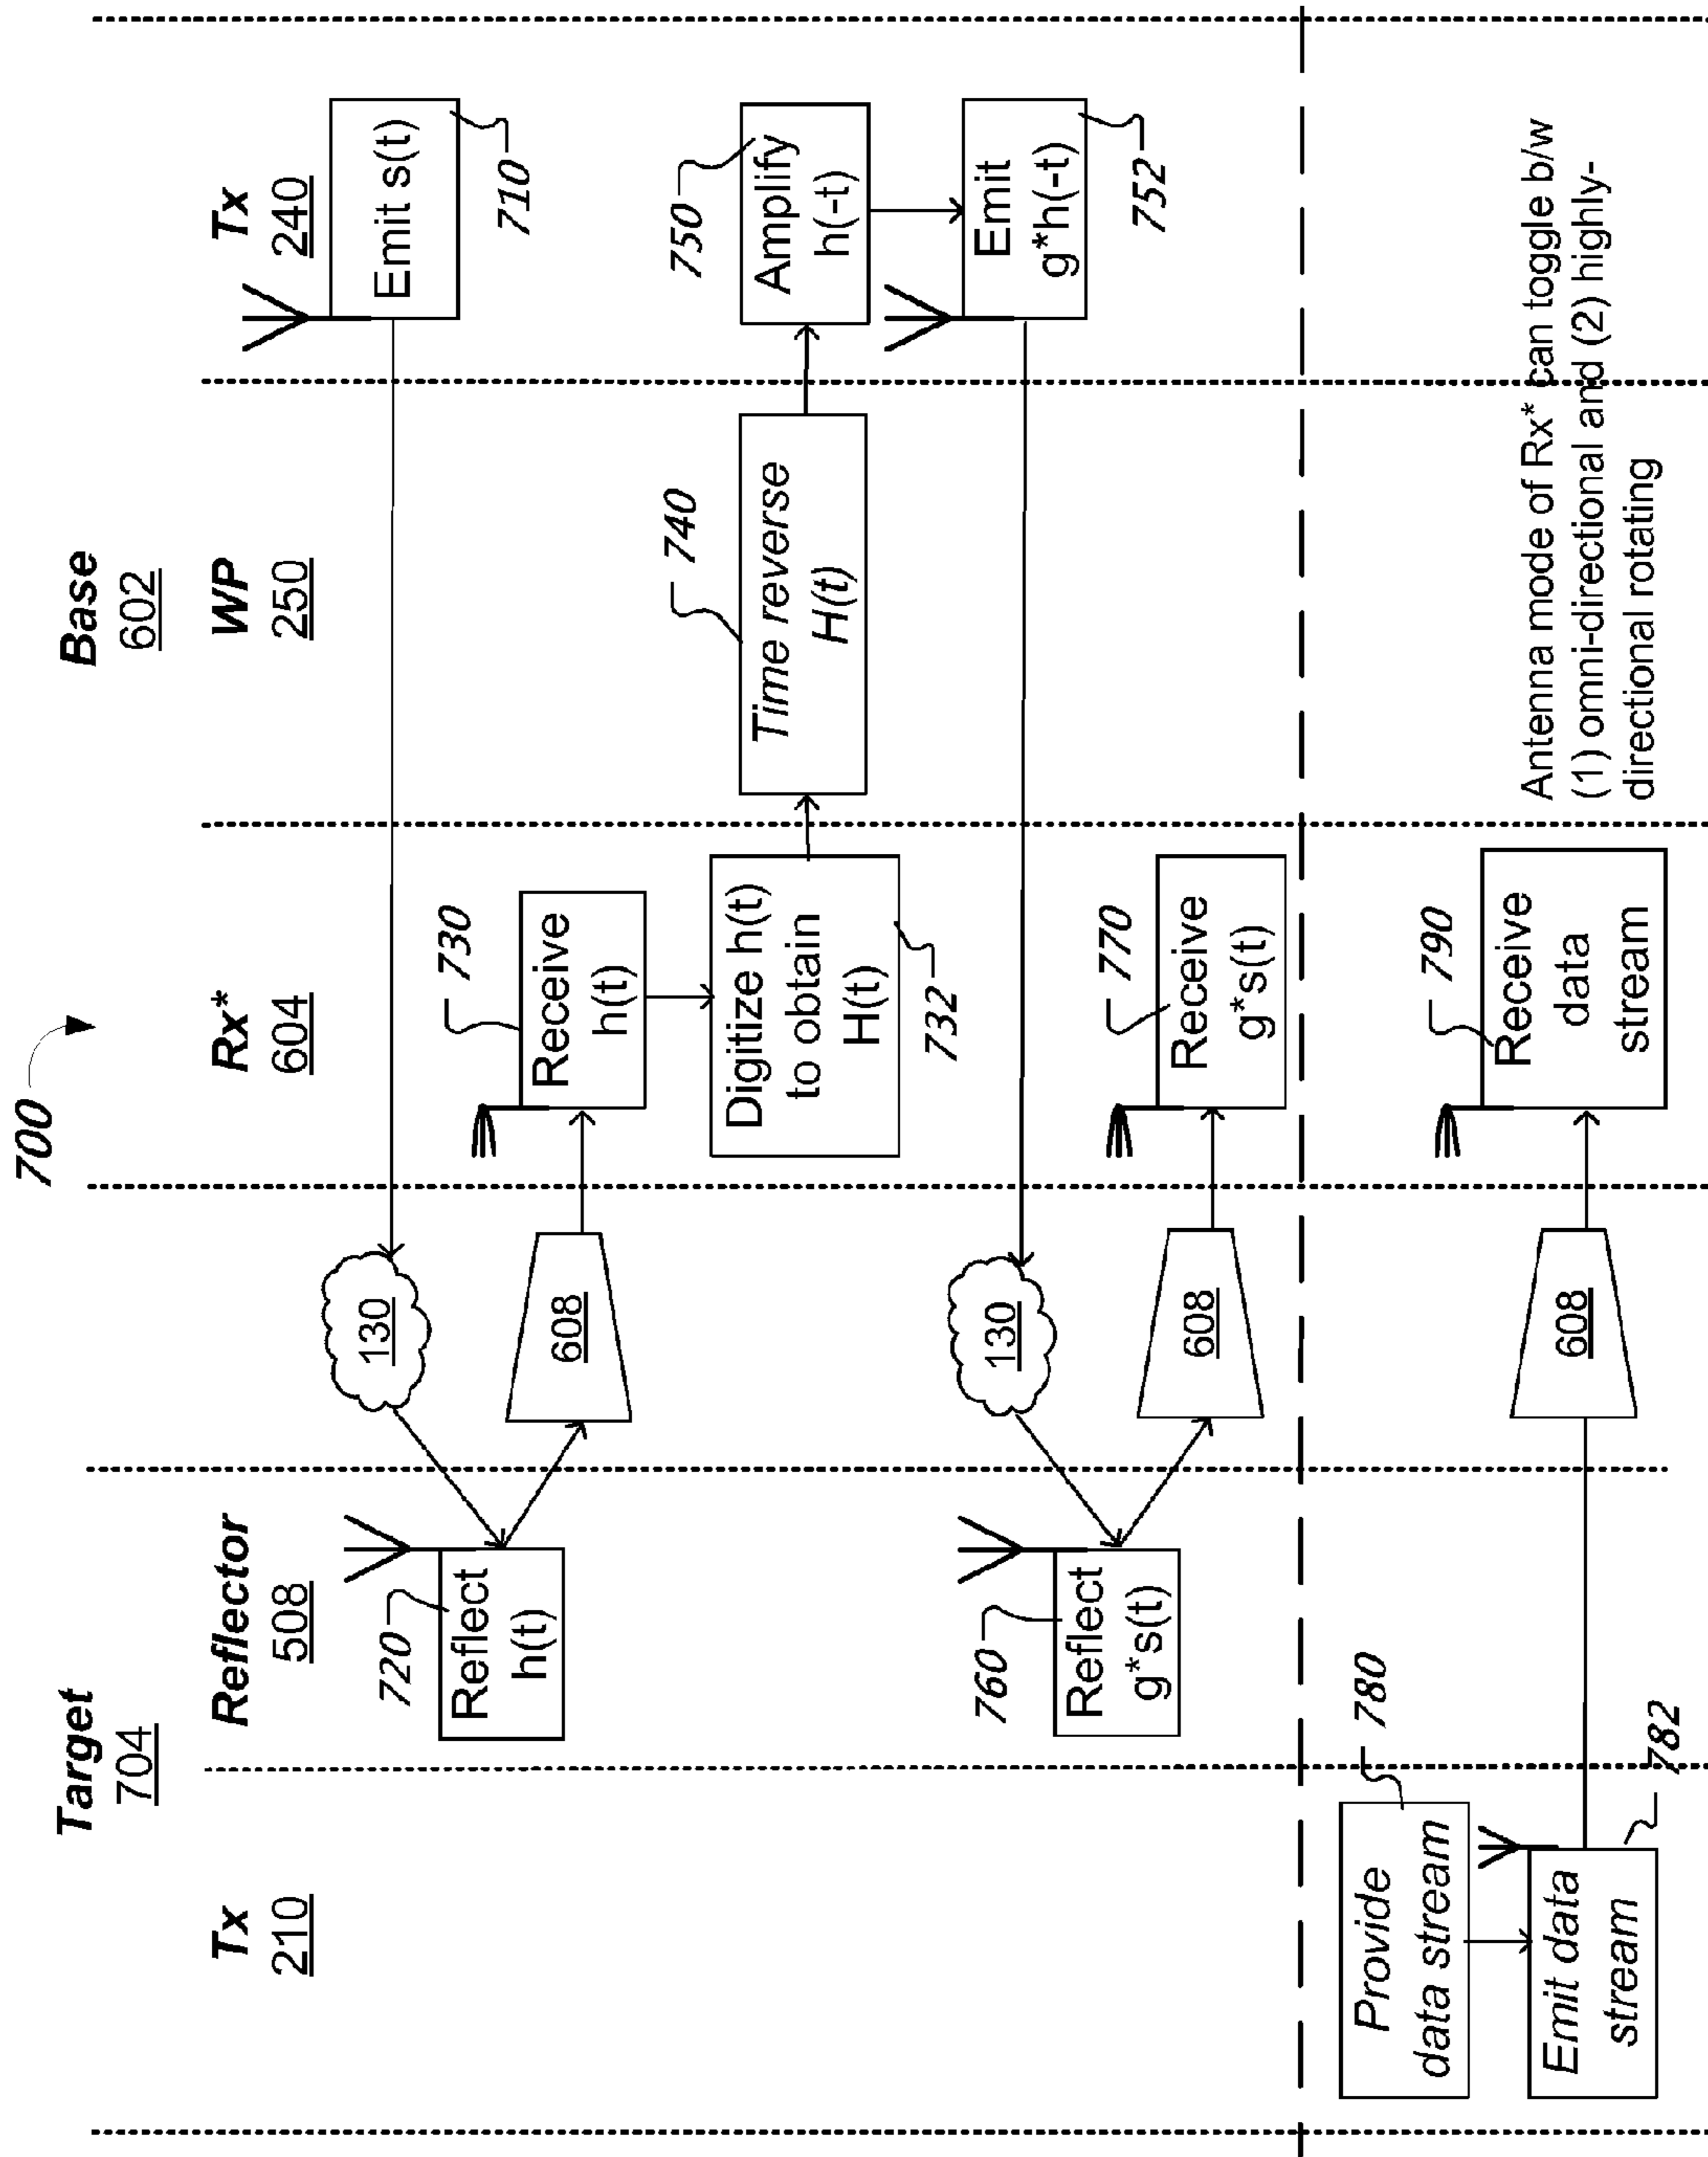 700
Target
704
Base
602
Tx
210
Reflector
508
Rx*
604
WP
250
Tx
240
Emit s(t)
710
130
720
Reflect
h(t)
608
730
Receive
h(t)
Digitize h(t)
to obtain
H(t)
732
740
Time reverse
H(t)
750
Amplify
h(-t)
Emit
g*h(-t)
752
130
760
Reflect
g*s(t)
608
770
Receive
g*s(t)
780
Provide
data stream
Emit data
stream
782
608
790
Receive
data
stream
Antenna mode of Rx* can toggle b/w
(1) omni-directional and (2) highly-
directional rotating